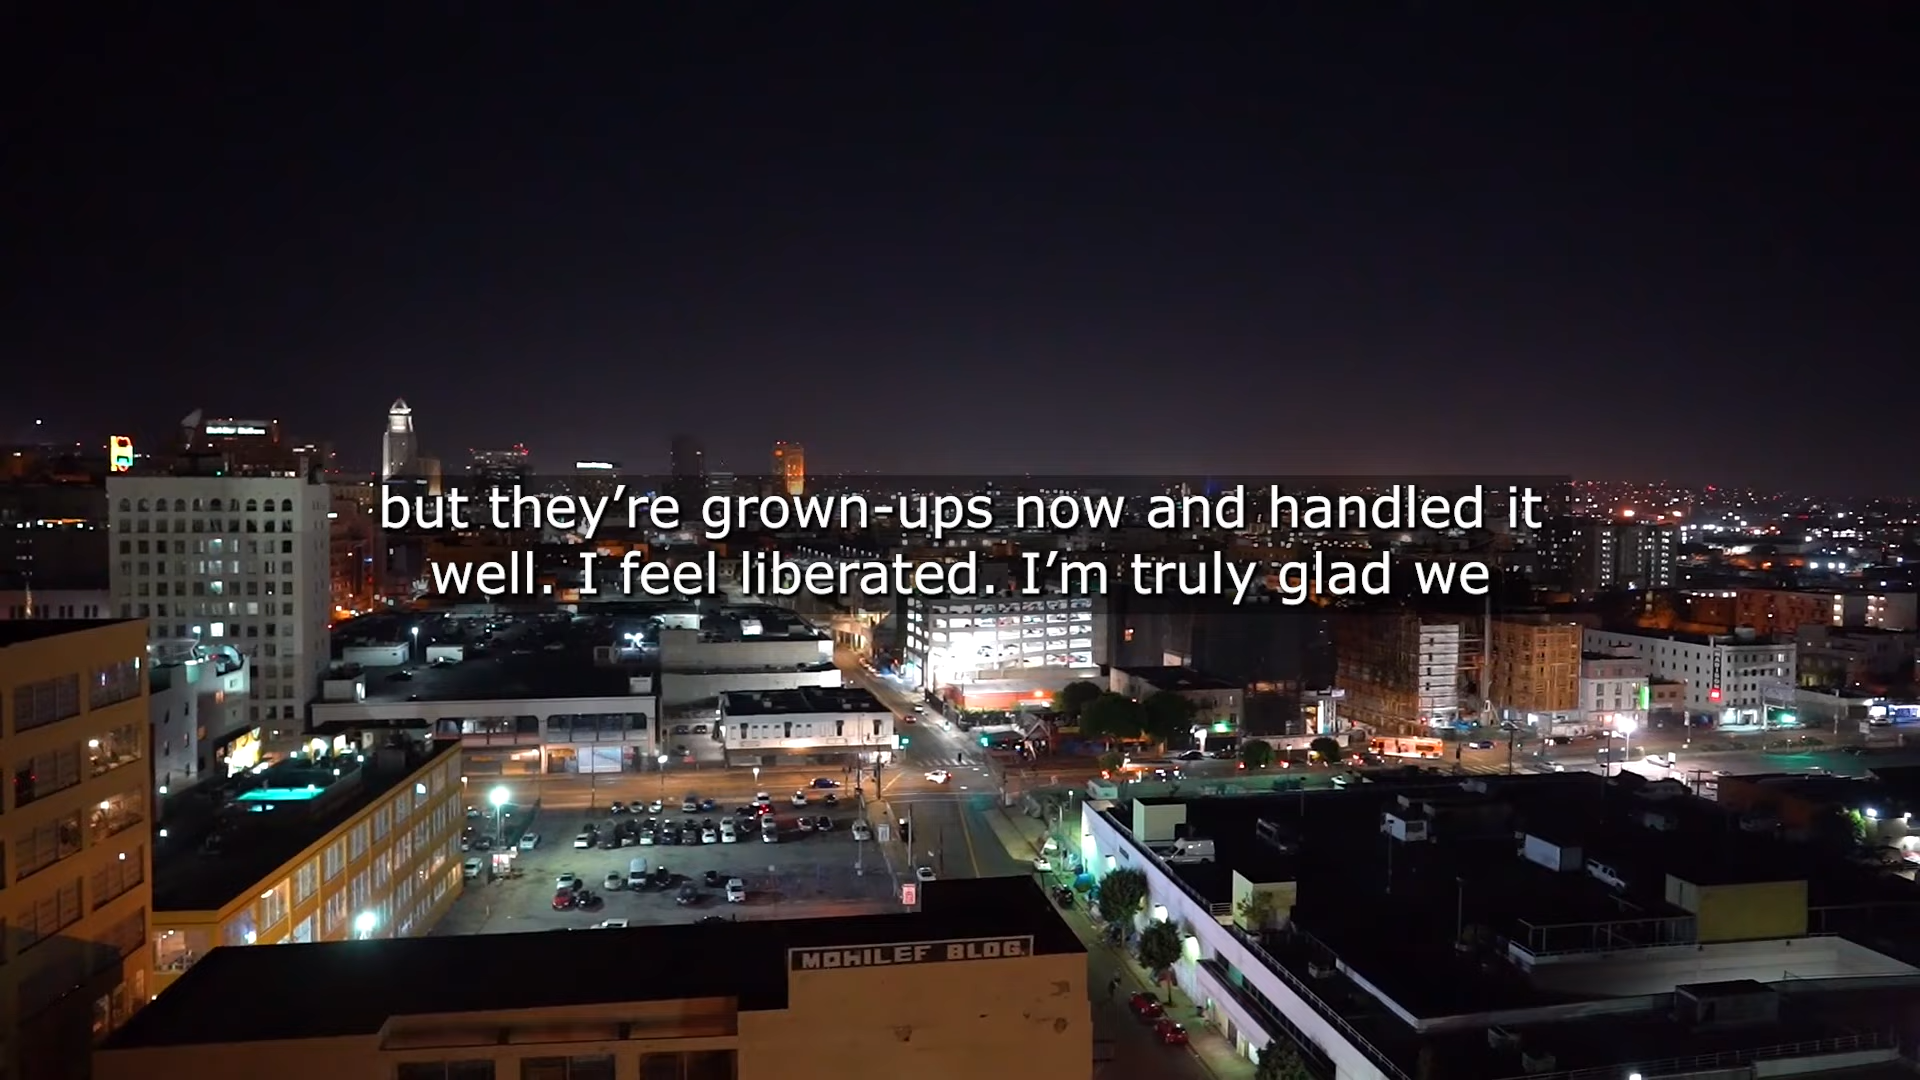 but they’re grown-ups now and handled it
well. I feel liberated. I’m truly glad we
MOHILEF BLDG.